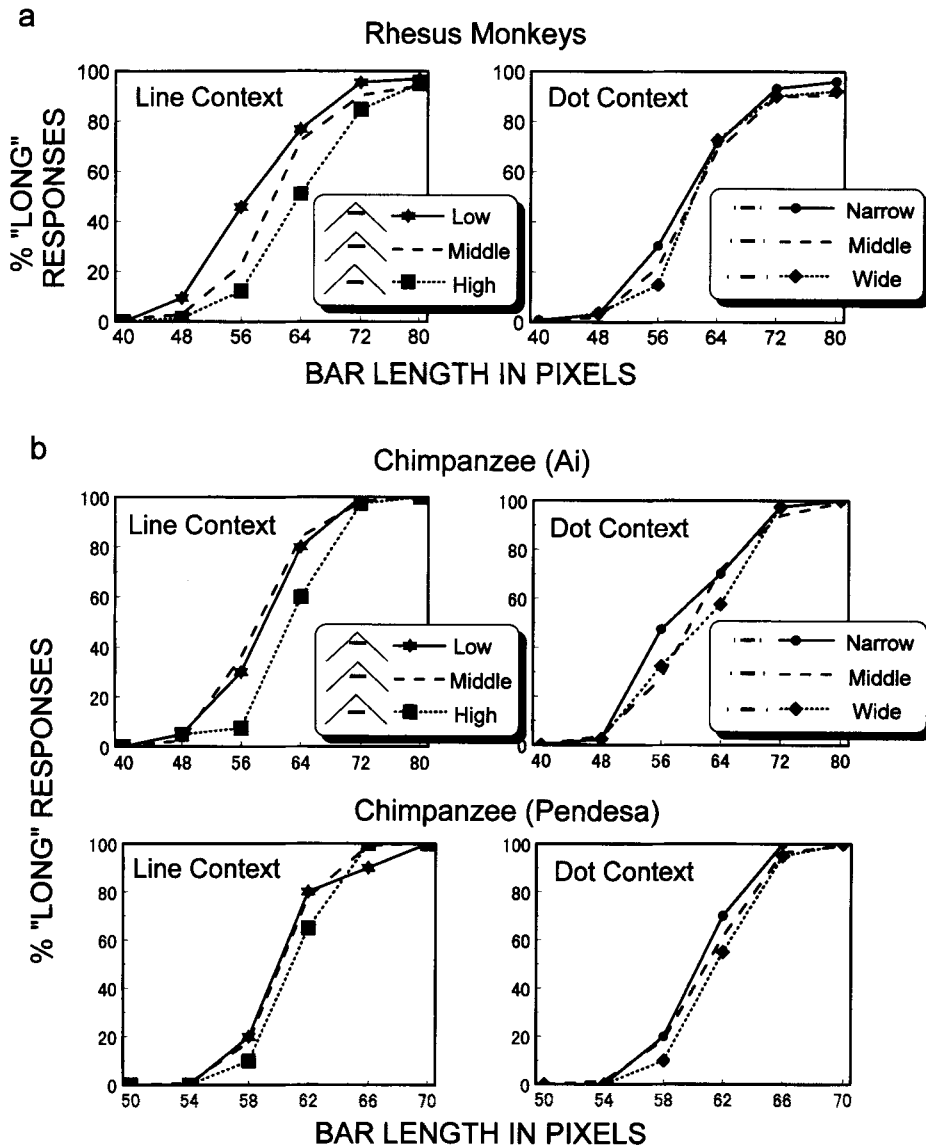 a
Rhesus Monkeys
% "LONG" RESPONSES
100
80
60
40
20
0
Line Context
Low
Middle
High
40 48 56 64 72 80
100
80
60
40
20
0
Dot Context
Narrow
Middle
Wide
40 48 56 64 72 80
BAR LENGTH IN PIXELS
b
Chimpanzee (Ai)
% "LONG" RESPONSES
100
80
60
40
20
0
Line Context
Low
Middle
High
40 48 56 64 72 80
100
80
60
40
20
0
Dot Context
Narrow
Middle
Wide
40 48 56 64 72 80
Chimpanzee (Pendesa)
100
80
60
40
20
0
Line Context
50 54 58 62 66 70
100
80
60
40
20
0
Dot Context
50 54 58 62 66 70
BAR LENGTH IN PIXELS